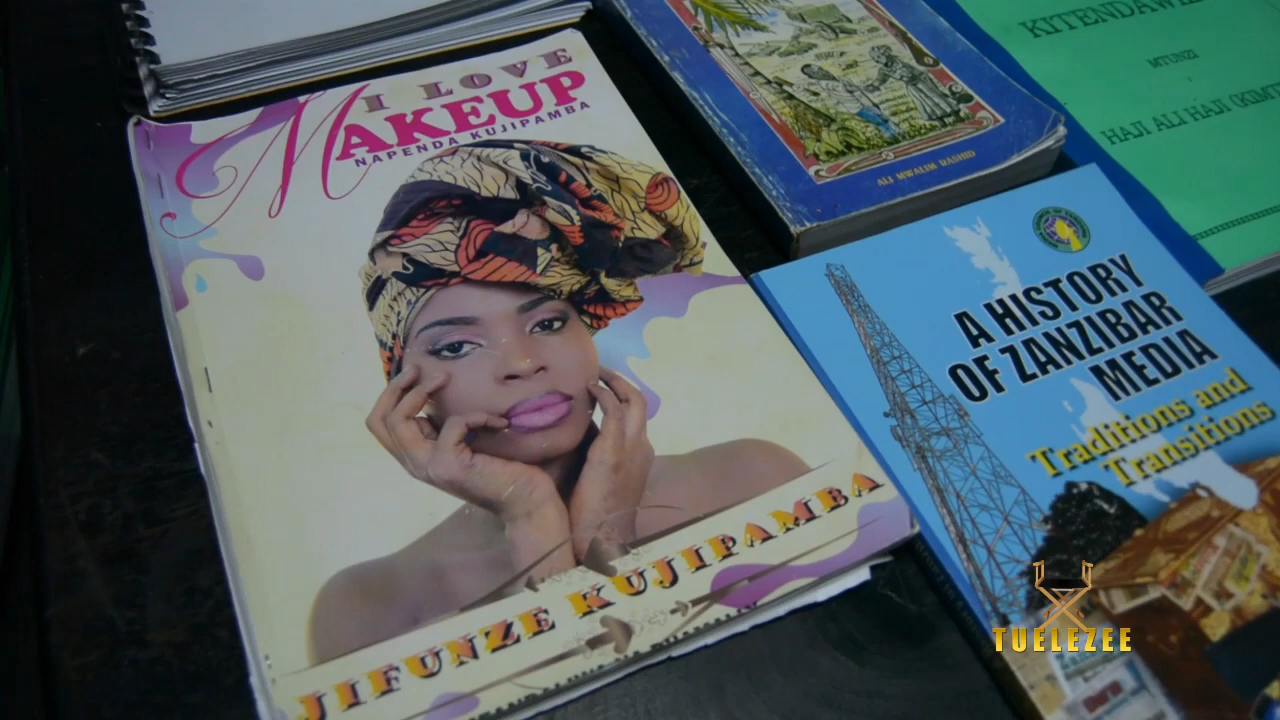 I LOVE
MAKEUP
NAPENDA KUJIPAMBA
JIFUNZE KUJIPAMBA
ALI MWALIM RASHID
MTUNZI
HAJI ALI HAJI
A HISTORY
OF ZANZIBAR
MEDIA
Traditions and
Transitions
TUELEZEE